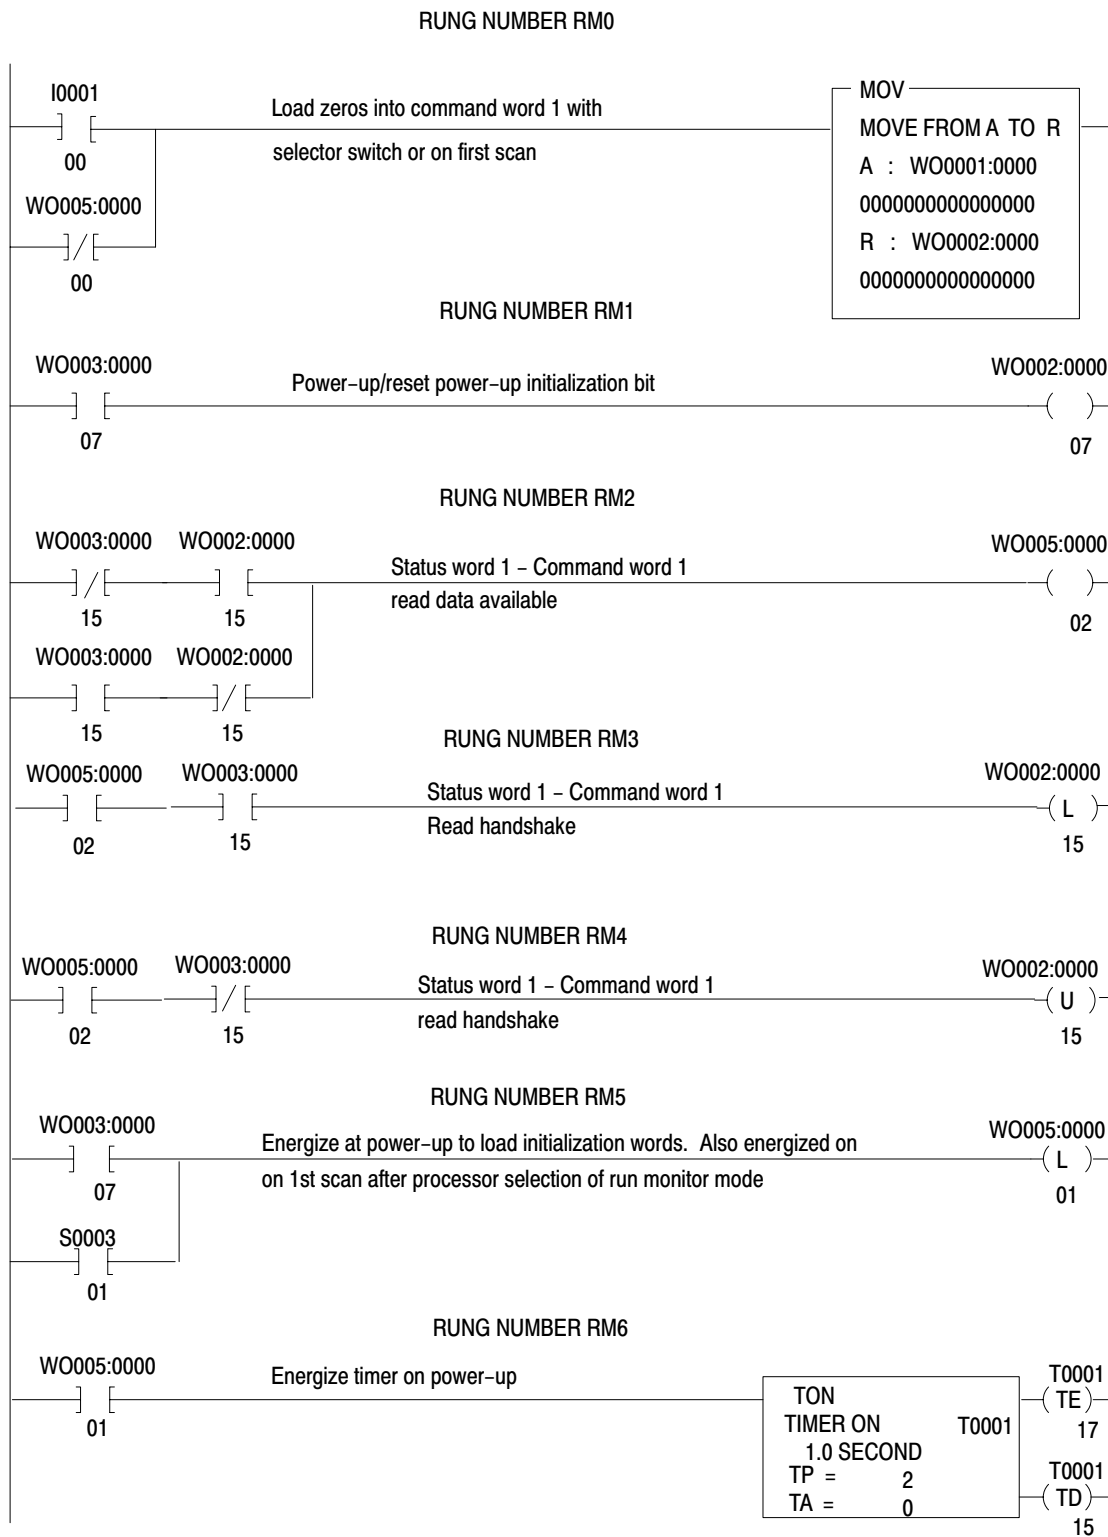 RUNG NUMBER RM0
I0001
] [
00
Load zeros into command word 1 with
selector switch or on first scan
WO005:0000
]/[
00
MOV
MOVE FROM A TO R
A : WO0001:0000
0000000000000000
R : WO0002:0000
0000000000000000
RUNG NUMBER RM1
WO003:0000
] [
07
Power-up/reset power-up initialization bit
WO002:0000
( )
07
RUNG NUMBER RM2
WO003:0000 WO002:0000
]/[ ] [
15 15
Status word 1 - Command word 1
read data available
WO005:0000
( )
02
WO003:0000 WO002:0000
] [ ]/[
15 15
RUNG NUMBER RM3
WO005:0000 WO003:0000
] [ ] [
02 15
Status word 1 - Command word 1
Read handshake
WO002:0000
( L )
15
RUNG NUMBER RM4
WO005:0000 WO003:0000
] [ ]/[
02 15
Status word 1 - Command word 1
read handshake
WO002:0000
( U )
15
RUNG NUMBER RM5
WO003:0000
] [
07
Energize at power-up to load initialization words. Also energized on
on 1st scan after processor selection of run monitor mode
WO005:0000
( L )
01
S0003
] [
01
RUNG NUMBER RM6
WO005:0000
] [
01
Energize timer on power-up
TON
TIMER ON T0001
1.0 SECOND
TP = 2
TA = 0
T0001
( TE )
17
T0001
( TD )
15